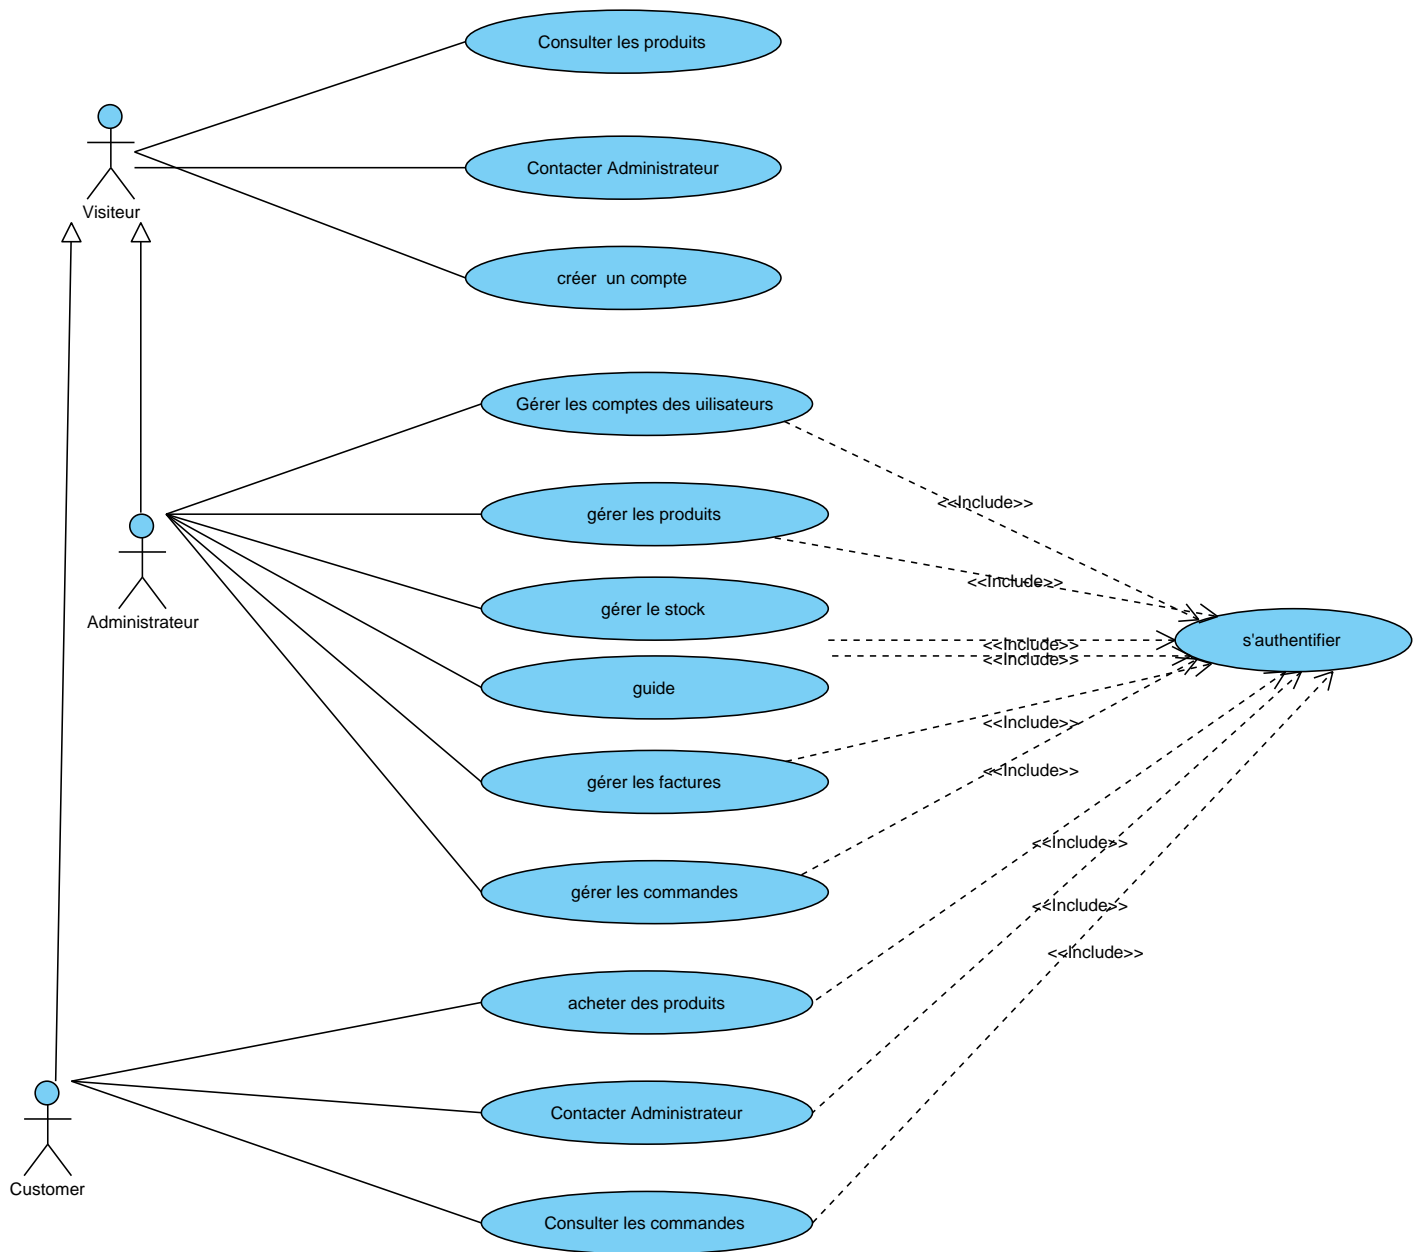 Consulter les produits
Contacter Administrateur
Visiteur
créer  un compte
Gérer les comptes des uilisateurs
<<Include>>
gérer les produits
<<Include>>
Administrateur
gérer le stock
<<Include>>
s'authentifier
<<Include>>
guide
<<Include>>
gérer les factures
<<Include>>
gérer les commandes
<<Include>>
<<Include>>
<<Include>>
acheter des produits
Contacter Administrateur
Customer
Consulter les commandes